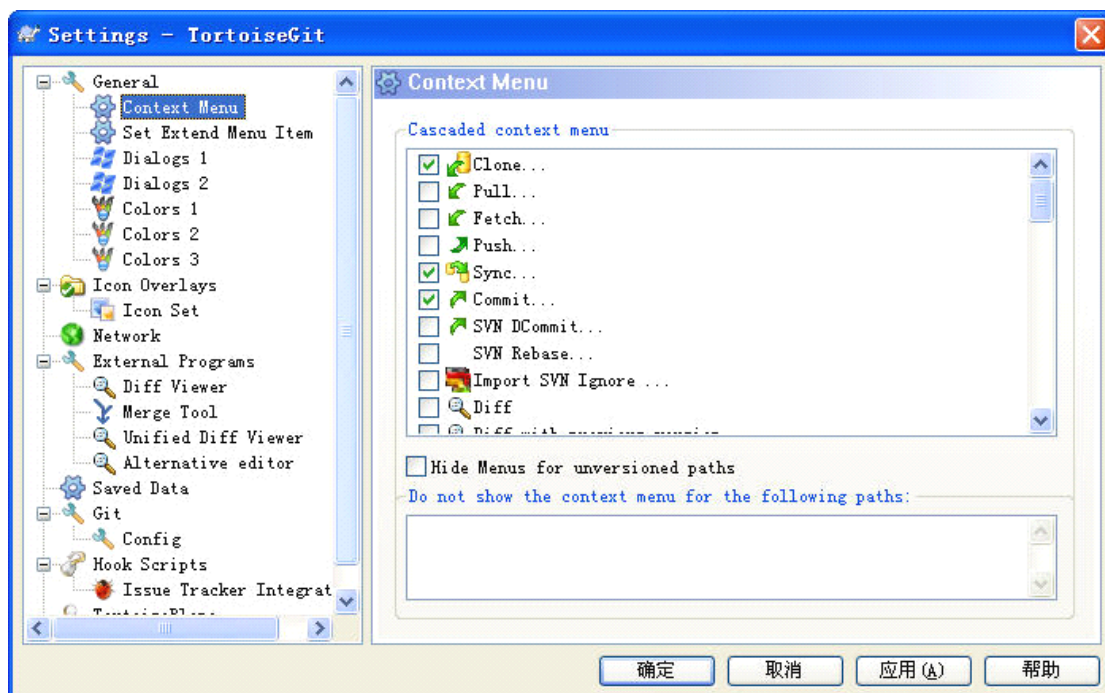 Settings - TortoiseGit
General
Context Menu
Set Extend Menu Item
Dialogs 1
Dialogs 2
Colors 1
Colors 2
Colors 3
Icon Overlays
Icon Set
Network
External Programs
Diff Viewer
Merge Tool
Unified Diff Viewer
Alternative editor
Saved Data
Git
Config
Hook Scripts
Issue Tracker Integrat
Context Menu
Cascaded context menu
Clone...
Pull...
Fetch...
Push...
Sync...
Commit...
SVN DCommit...
SVN Rebase...
Import SVN Ignore ...
Diff
Diff with previous version
Hide Menus for unversioned paths
Do not show the context menu for the following paths:
确定 取消 应用(A) 帮助